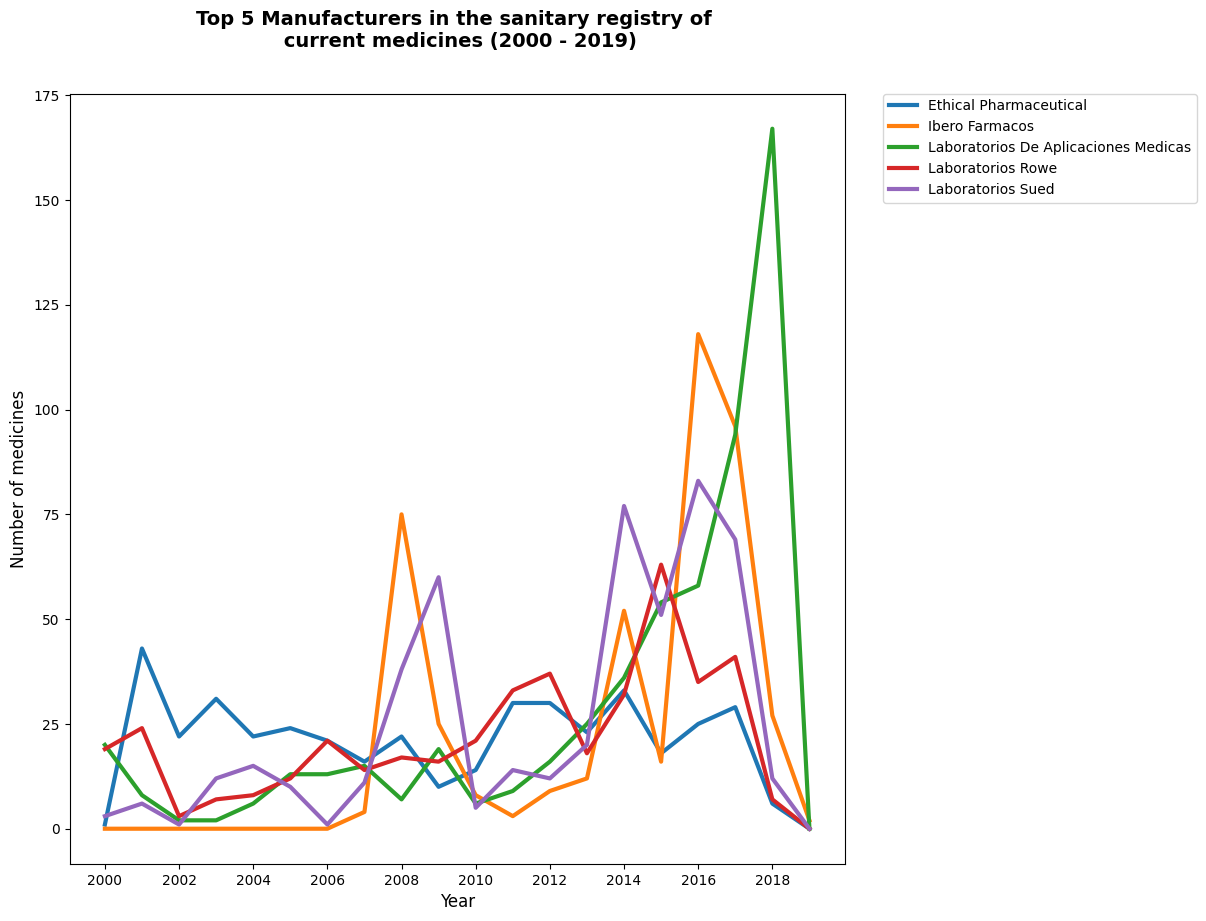 Top 5 Manufacturers in the sanitary registry of
current medicines (2000 - 2019)
175
150
125
100
75
50
25
0
Number of medicines
2000 2002 2004 2006 2008 2010 2012 2014 2016 2018
Year
Ethical Pharmaceutical
Ibero Farmacos
Laboratorios De Aplicaciones Medicas
Laboratorios Rowe
Laboratorios Sued